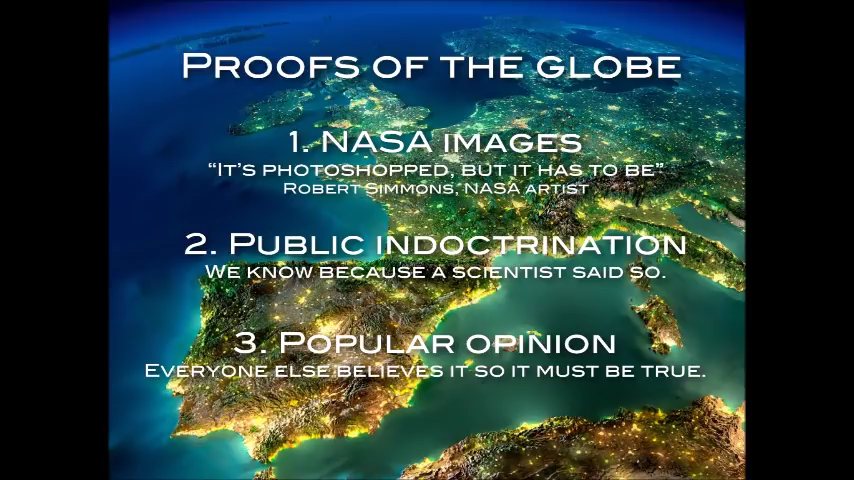 PROOFS OF THE GLOBE
1. NASA IMAGES
“IT’S PHOTOSHOPPED, BUT IT HAS TO BE”
ROBERT SIMMONS, NASA ARTIST
2. PUBLIC INDOCTRINATION
WE KNOW BECAUSE A SCIENTIST SAID SO.
3. POPULAR OPINION
EVERYONE ELSE BELIEVES IT SO IT MUST BE TRUE.